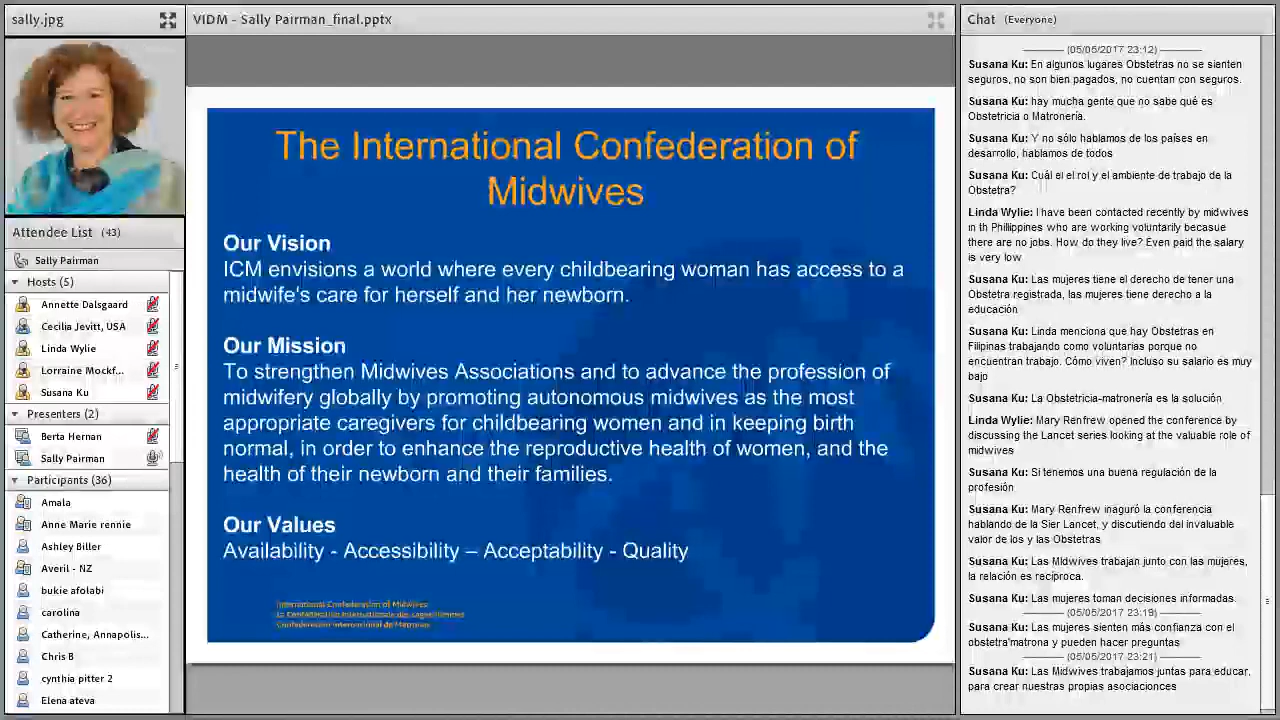 sally.jpg
VIDM - Sally Pairman_final.pptx
Chat (Everyone)
Attendee List (43)
Sally Pairman
Hosts (5)
Annette Dalsgaard
Cecilia Jevitt, USA
Linda Wylie
Lorraine Mockf...
Susana Ku
Presenters (2)
Berta Hernan
Sally Pairman
Participants (36)
Amala
Anne Marie rennie
Ashley Biller
Averil - NZ
bukie afolabi
carolina
Catherine, Annapolis...
Chris B
cynthia pitter 2
Elena ateva
The International Confederation of
Midwives
Our Vision
ICM envisions a world where every childbearing woman has access to a
midwife's care for herself and her newborn.
Our Mission
To strengthen Midwives Associations and to advance the profession of
midwifery globally by promoting autonomous midwives as the most
appropriate caregivers for childbearing women and in keeping birth
normal, in order to enhance the reproductive health of women, and the
health of their newborn and their families.
Our Values
Availability - Accessibility – Acceptability - Quality
International Confederation of Midwives
(05/05/2017 23:12)
Susana Ku: En algunos lugares Obstetras no se sienten
seguros, no son bien pagados, no cuentan con seguros.
Susana Ku: hay mucha gente que no sabe qué es
Obstetricia o Matronería.
Susana Ku: Y no sólo hablamos de los países en
desarrollo, hablamos de todos
Susana Ku: Cuál el el rol y el ambiente de trabajo de la
Obstetra?
Linda Wylie: I have been contacted recently by midwives
in th Phillippines who are working voluntarily becasue
there are no jobs. How do they live? Even paid the salary
is very low
Susana Ku: Las mujeres tiene el derecho de tener una
Obstetra registrada, las mujeres tiene derecho a la
educación
Susana Ku: Linda menciona que hay Obstetras en
Filipinas trabajando como voluntarias porque no
encuentran trabajo. Cómo viven? Incluso su salario es muy
bajo
Susana Ku: La Obstetricia-matronería es la solución
Linda Wylie: Mary Renfrew opened the conference by
discussing the Lancet series looking at the valuable role of
midwives
Susana Ku: Si tenemos una buena regulación de la
profesión
Susana Ku: Mary Renfrew inaguró la conferencia
hablando de la Sier Lancet, y discutiendo del invaluable
valor de los y las Obstetras
Susana Ku: Las MIdwives trabajan junto con las mujeres,
la relación es recíproca.
Susana Ku: Las mujeres toman decisiones informadas.
(05/05/2017 23:19)
Susana Ku: Las mujeres tienen más confianza con el
obstetra'matrona y pueden hacer preguntas
(05/05/2017 23:21)
Susana Ku: Las Midwives trabajamos juntas para educar,
para crear nuestras propias asociacionces